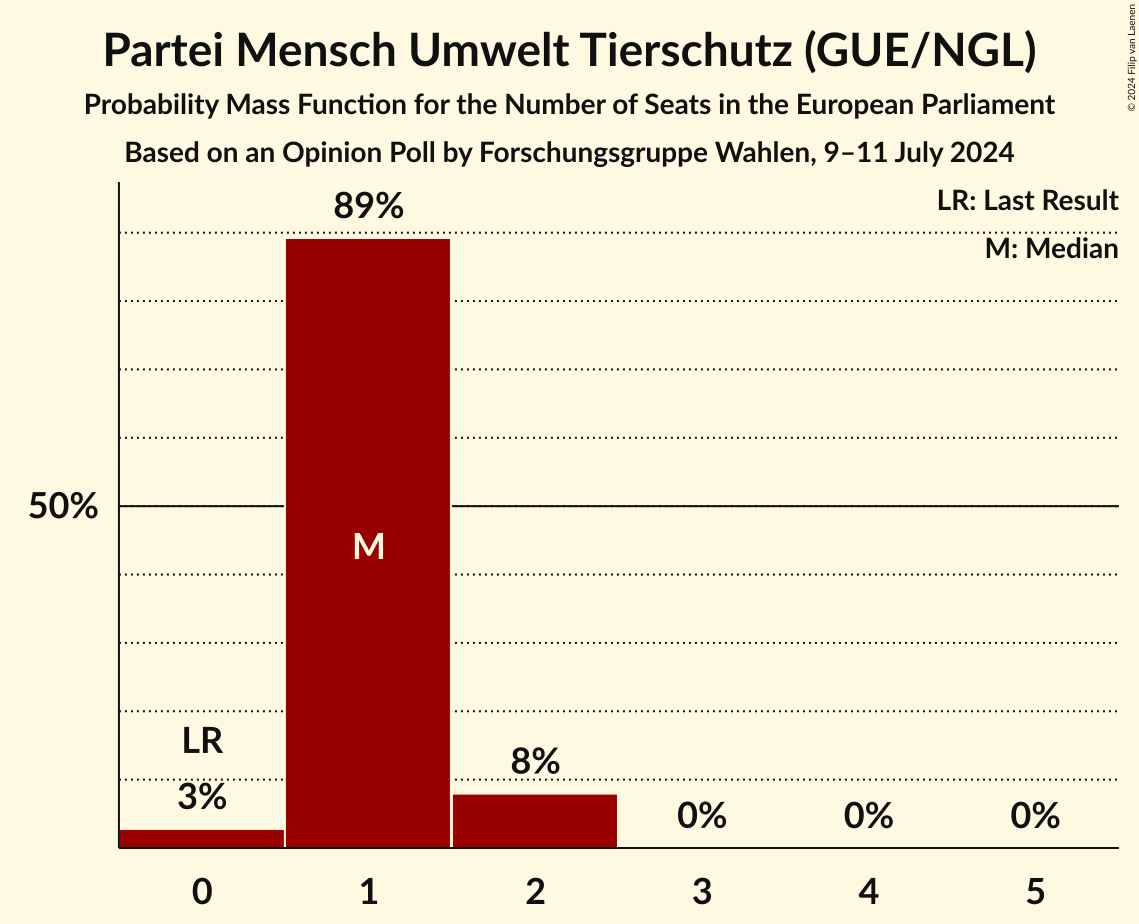 Partei Mensch Umwelt Tierschutz (GUE/NGL)
Probability Mass Function for the Number of Seats in the European Parliament
Based on an Opinion Poll by Forschungsgruppe Wahlen, 9–11 July 2024
© 2024 Filip van Laenen
LR: Last Result
M: Median
89%
50%
M
LR
3%
8%
0%
0%
0%
0
1
2
3
4
5